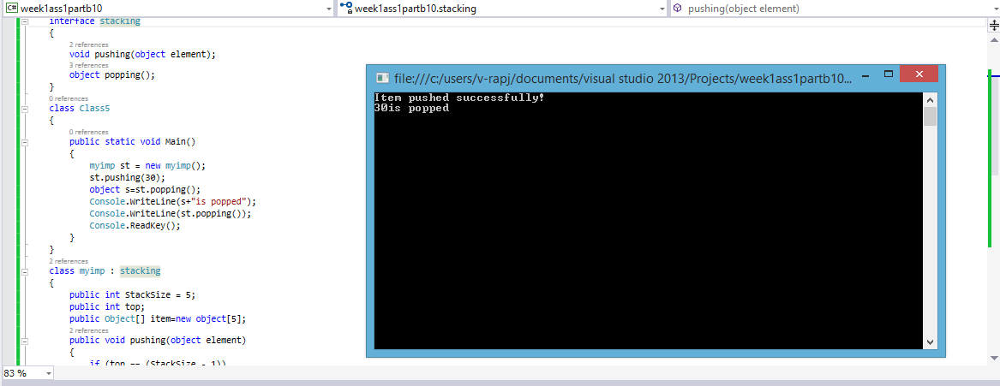 week1ass1partb10
week1ass1partb10.stacking
pushing(object element)
interface stacking
{
2 references
void pushing(object element);
3 references
object popping();
}
0 references
class Class5
{
0 references
public static void Main()
{
myimp st = new myimp();
st.pushing(30);
object s=st.popping();
Console.WriteLine(s+"is popped");
Console.WriteLine(st.popping());
Console.ReadKey();
}
}
2 references
class myimp : stacking
{
public int StackSize = 5;
public int top;
public Object[] item=new object[5];
2 references
public void pushing(object element)
{
if (top == (StackSize - 1))
83 %
file:///c:/users/v-rapj/documents/visual studio 2013/Projects/week1ass1partb10...
Item pushed successfully!
30is popped